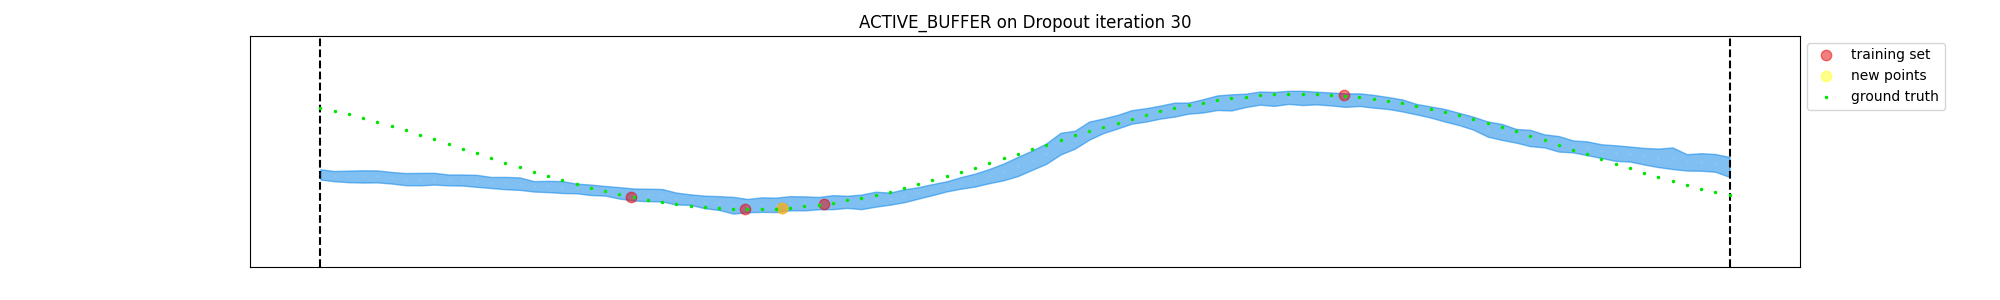 ACTIVE_BUFFER on Dropout iteration 30
training set
new points
ground truth